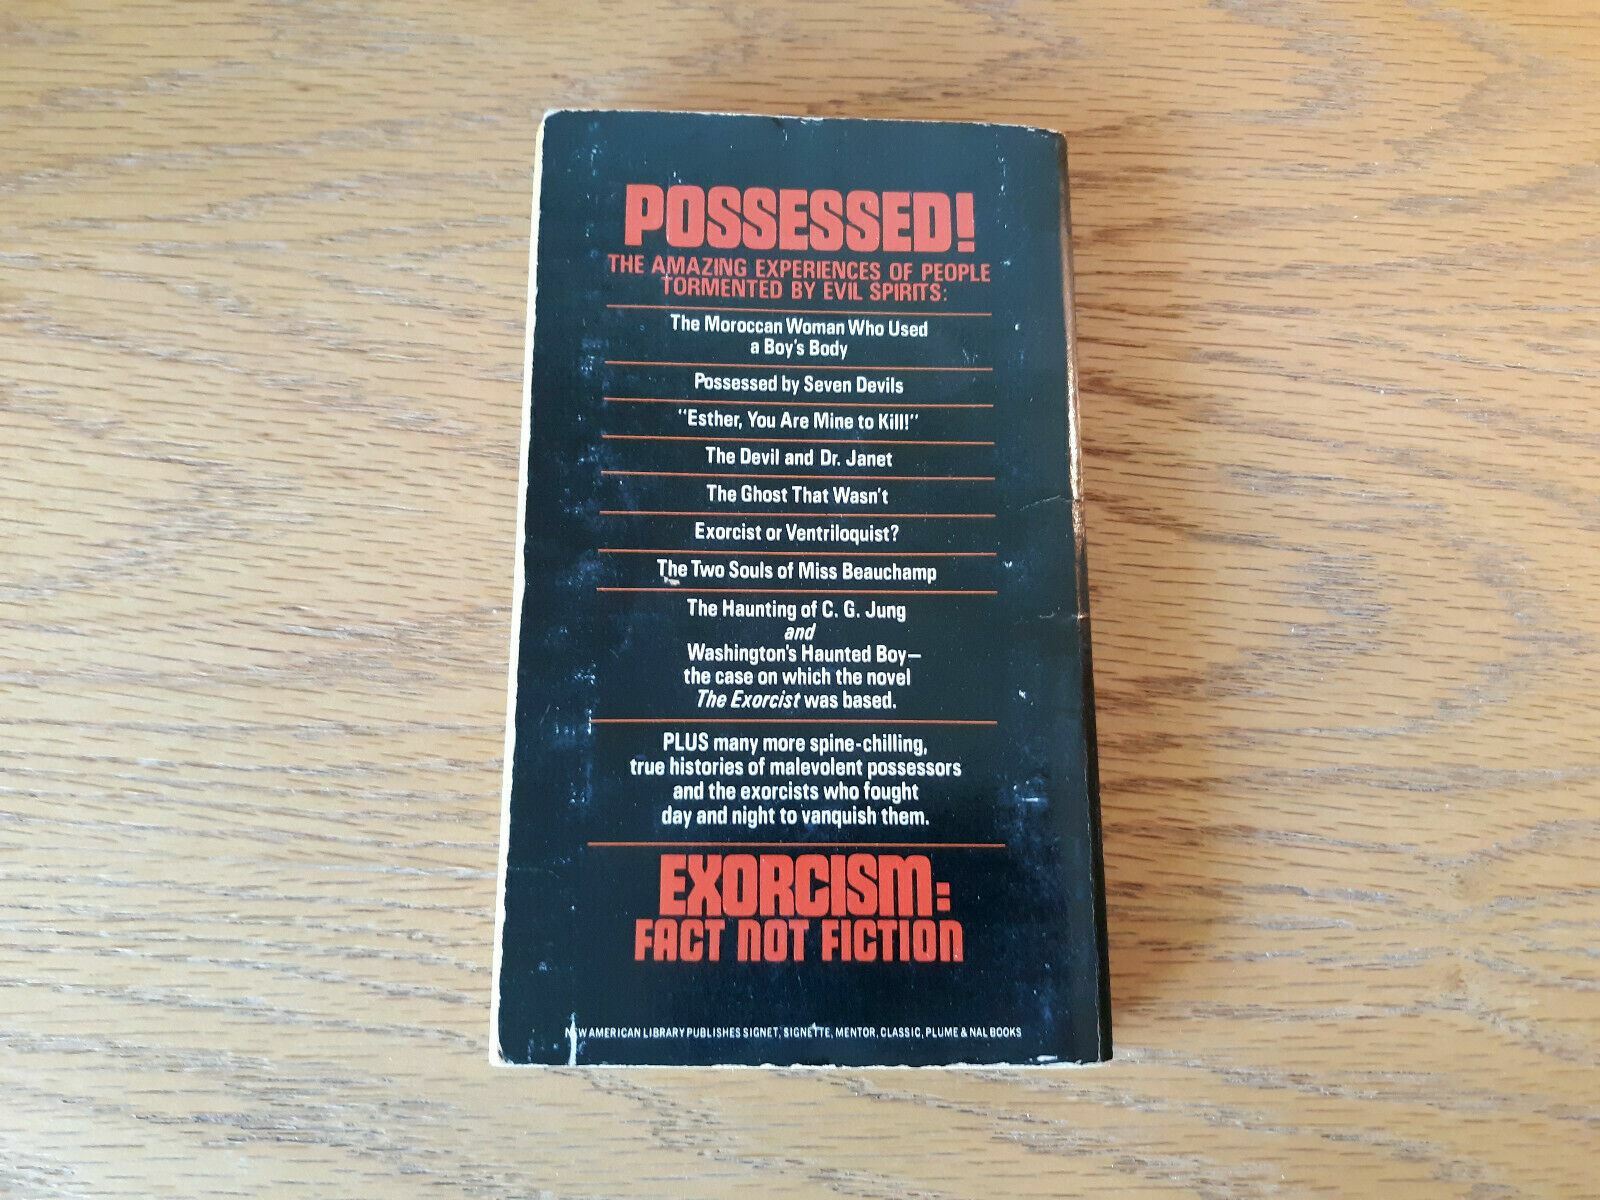 POSSESSED!
THE AMAZING EXPERIENCES OF PEOPLE
TORMENTED BY EVIL SPIRITS:
The Moroccan Woman Who Used
a Boy's Body
Possessed by Seven Devils
"Esther, You Are Mine to Kill!"
The Devil and Dr. Janet
The Ghost That Wasn't
Exorcist or Ventriloquist?
The Two Souls of Miss Beauchamp
The Haunting of C. G. Jung
and
Washington's Haunted Boy—
the case on which the novel
The Exorcist was based.
PLUS many more spine-chilling,
true histories of malevolent possessors
and the exorcists who fought
day and night to vanquish them.
EXORCISM:
FACT NOT FICTION
NEW AMERICAN LIBRARY PUBLISHES SIGNET, SIGNETTE, MENTOR, CLASSIC, PLUME & NAL BOOKS